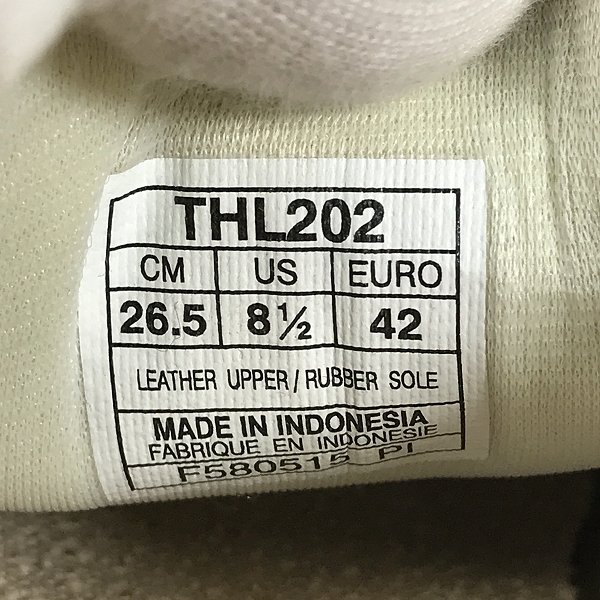 THL202
CM US EURO
26.5 8½ 42
LEATHER UPPER / RUBBER SOLE
MADE IN INDONESIA
FABRIQUE EN INDONESIE
F580515 PI